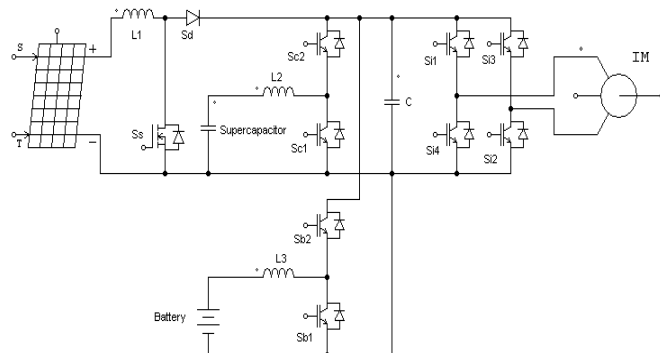 L1
Sd
S
+
T
−
Ss
Sc2
L2
Supercapacitor
Sc1
C
Si1
Si3
Si4
Si2
IM
Sb2
L3
Battery
Sb1